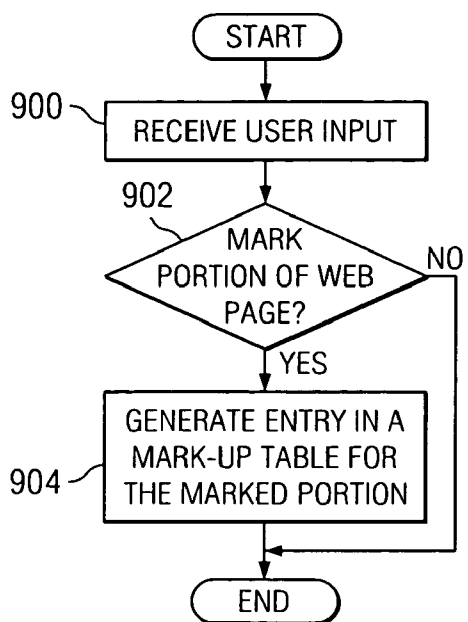 START
900
RECEIVE USER INPUT
902
MARK
PORTION OF WEB
PAGE?
NO
YES
GENERATE ENTRY IN A
MARK-UP TABLE FOR
THE MARKED PORTION
904
END